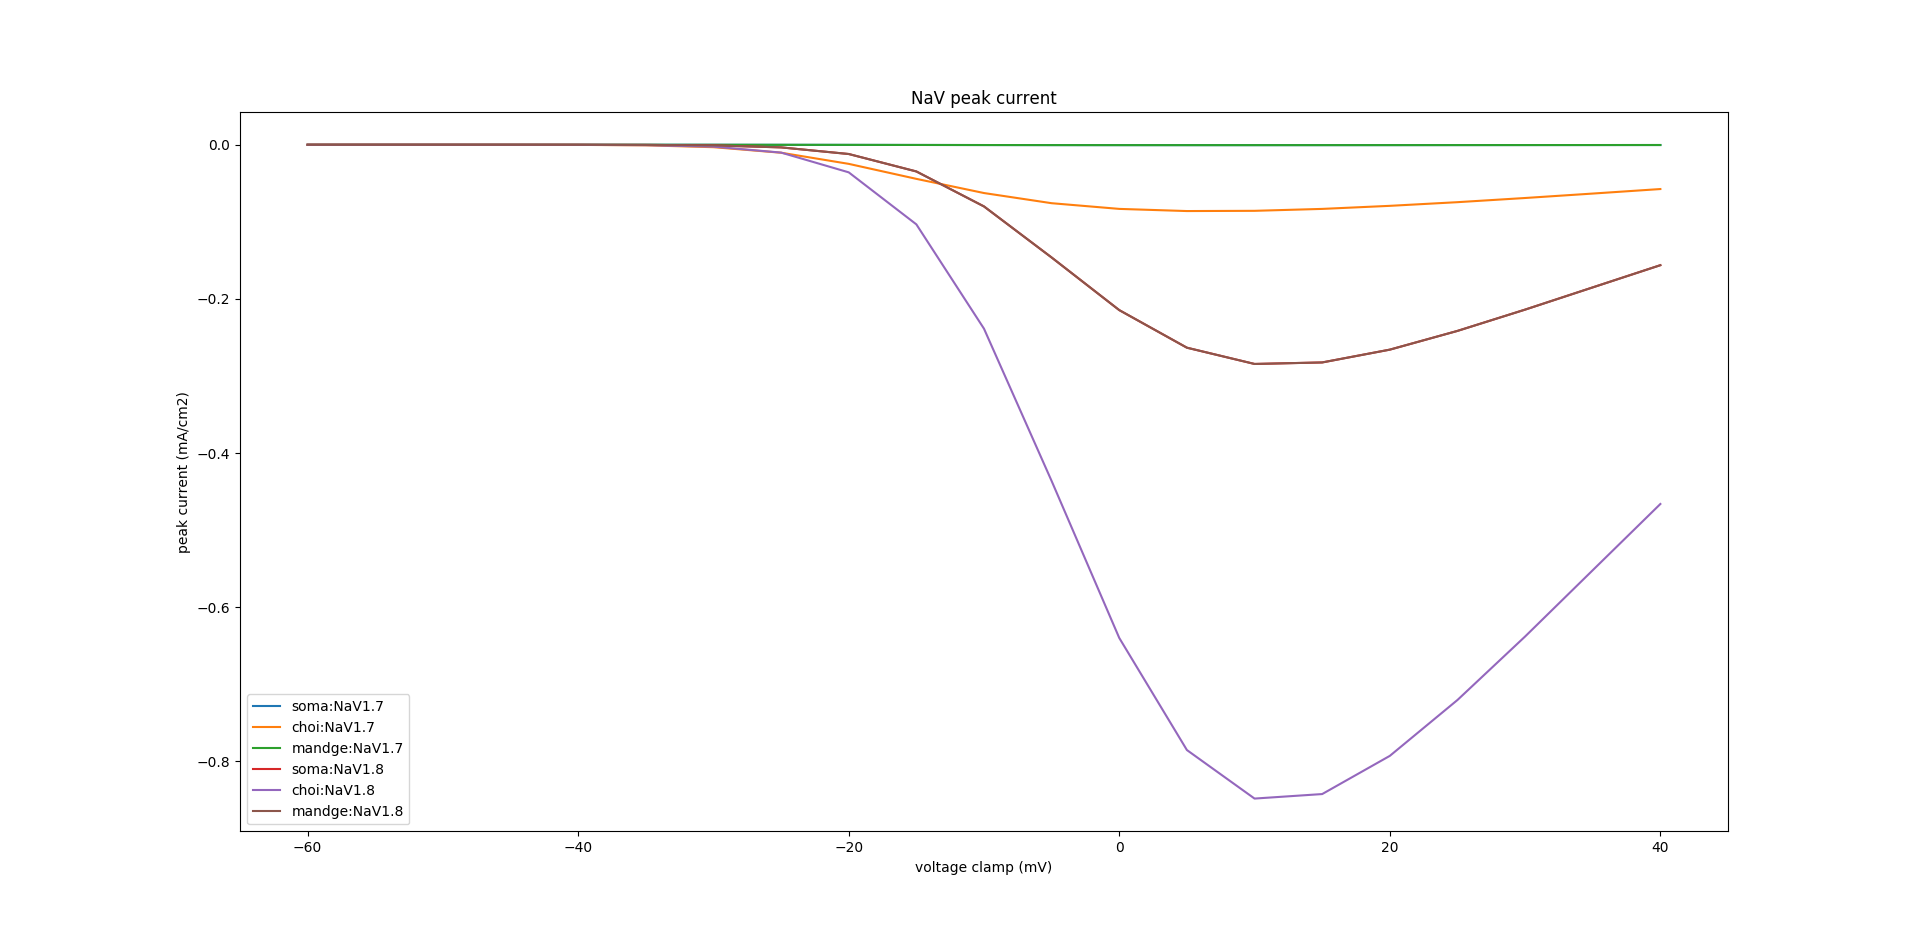 NaV peak current
0.0
−0.2
−0.4
−0.6
−0.8
peak current (mA/cm2)
soma:NaV1.7
choi:NaV1.7
mandge:NaV1.7
soma:NaV1.8
choi:NaV1.8
mandge:NaV1.8
−60 −40 −20 0 20 40
voltage clamp (mV)